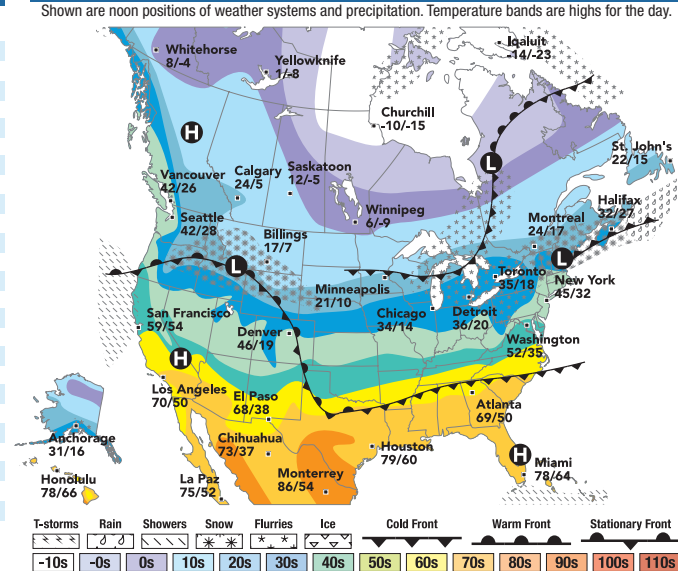 Shown are noon positions of weather systems and precipitation. Temperature bands are highs for the day.
Whitehorse
8/-4
Yellowknife
1/-8
Iqaluit
-14/-23
Churchill
-10/-15
H
L
St. John's
22/15
Vancouver
42/26
Calgary
24/5
Saskatoon
12/-5
Winnipeg
6/-9
Halifax
32/27
Seattle
42/28
Montreal
24/17
Billings
17/7
L
L
Minneapolis
21/10
Toronto
35/18
New York
45/32
San Francisco
59/54
Denver
46/19
Chicago
34/14
Detroit
36/20
Washington
52/35
H
Los Angeles
70/50
El Paso
68/38
Atlanta
69/50
Anchorage
31/16
Chihuahua
73/37
Houston
79/60
H
Miami
78/64
Honolulu
78/66
La Paz
75/52
Monterrey
86/54
T-storms Rain Showers Snow Flurries Ice Cold Front Warm Front Stationary Front
-10s -0s 0s 10s 20s 30s 40s 50s 60s 70s 80s 90s 100s 110s